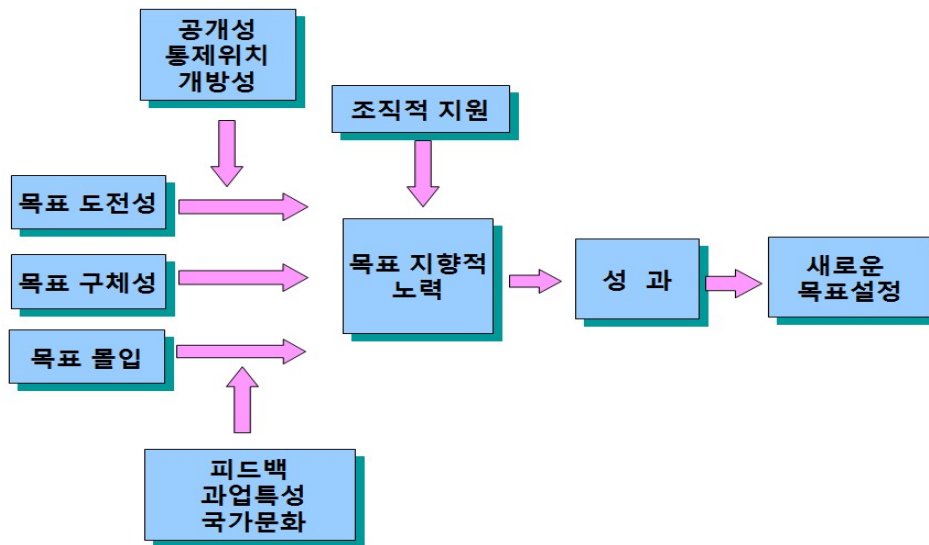 공개성
통제위치
개방성
조직적 지원
목표 도전성
목표 구체성
목표 몰입
목표 지향적
노력
성 과
새로운
목표설정
피드백
과업특성
국가문화